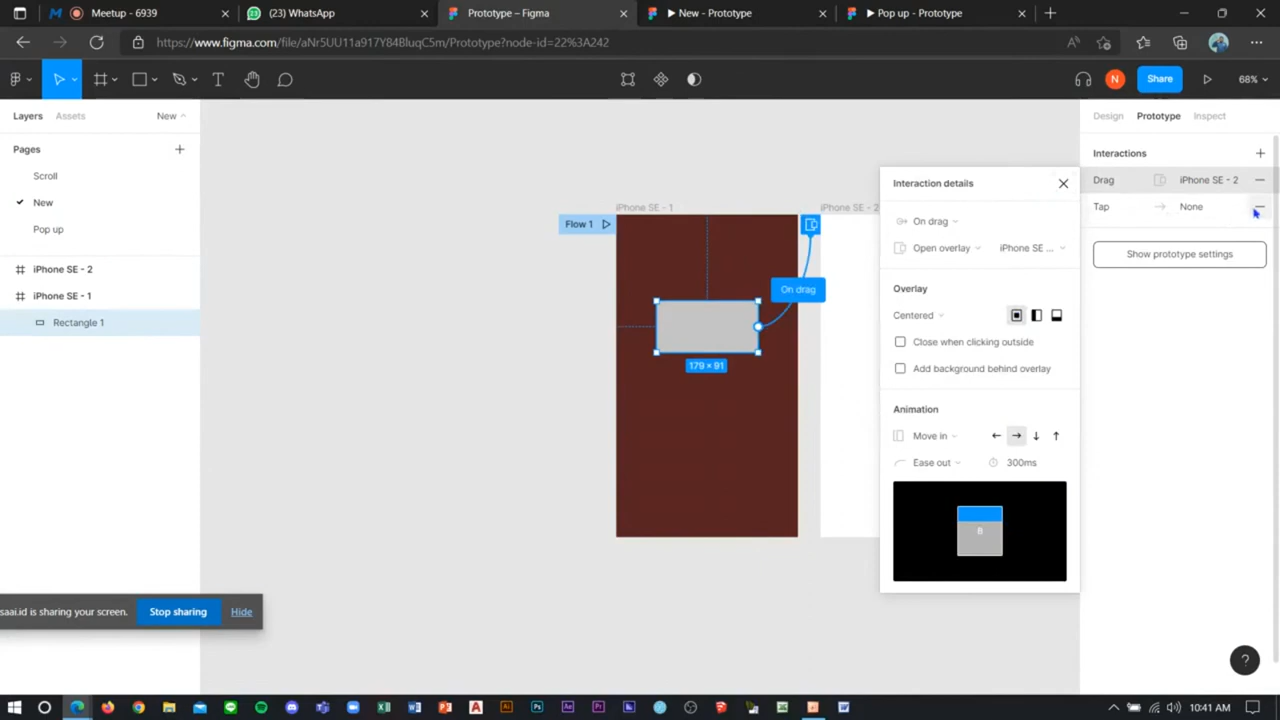 Meetup - 6939
(23) WhatsApp
Prototype – Figma
New - Prototype
Pop up - Prototype
https://www.figma.com/file/aNr5UU11a917Y84BluqC5m/Prototype?node-id=22%3A242
N
Share
68%
Layers
Assets
New
Design
Prototype
Inspect
Pages
Scroll
New
Pop up
iPhone SE - 2
iPhone SE - 1
Rectangle 1
Flow 1
iPhone SE - 1
iPhone SE - 2
On drag
179 × 91
Interaction details
On drag
Open overlay
iPhone SE ...
Overlay
Centered
Close when clicking outside
Add background behind overlay
Animation
Move in
Ease out
300ms
B
Interactions
Drag
iPhone SE - 2
Tap
None
Show prototype settings
saai.id is sharing your screen.
Stop sharing
Hide
?
10:41 AM